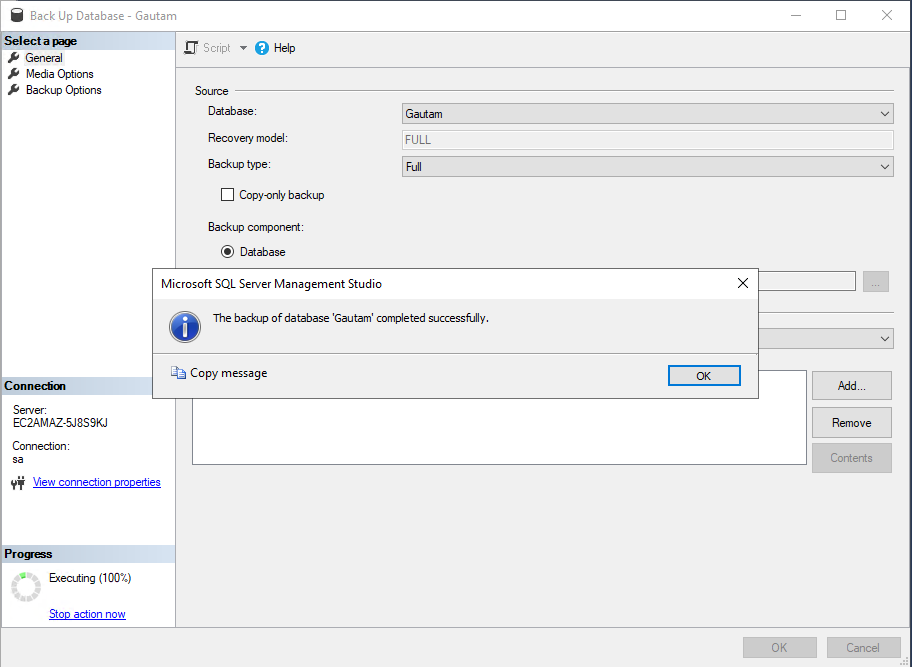 Back Up Database - Gautam
Select a page
General
Media Options
Backup Options
Script
Help
Source
Database:
Gautam
Recovery model:
FULL
Backup type:
Full
Copy-only backup
Backup component:
Database
...
Microsoft SQL Server Management Studio
The backup of database 'Gautam' completed successfully.
Copy message
OK
Add...
Remove
Contents
Connection
Server:
EC2AMAZ-5J8S9KJ
Connection:
sa
View connection properties
Progress
Executing (100%)
Stop action now
OK
Cancel